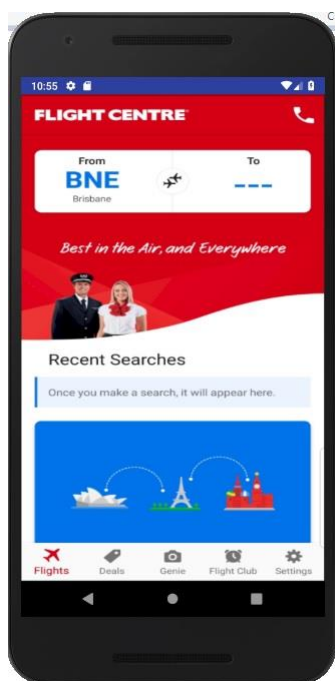 C
10:55
FLIGHT CENTRE
From
To
BNE
---
Brisbane
Best in the Air, and Everywhere
Recent Searches
Once you make a search, it will appear here.
Flights
Deals
Genie
Flight Club
Settings